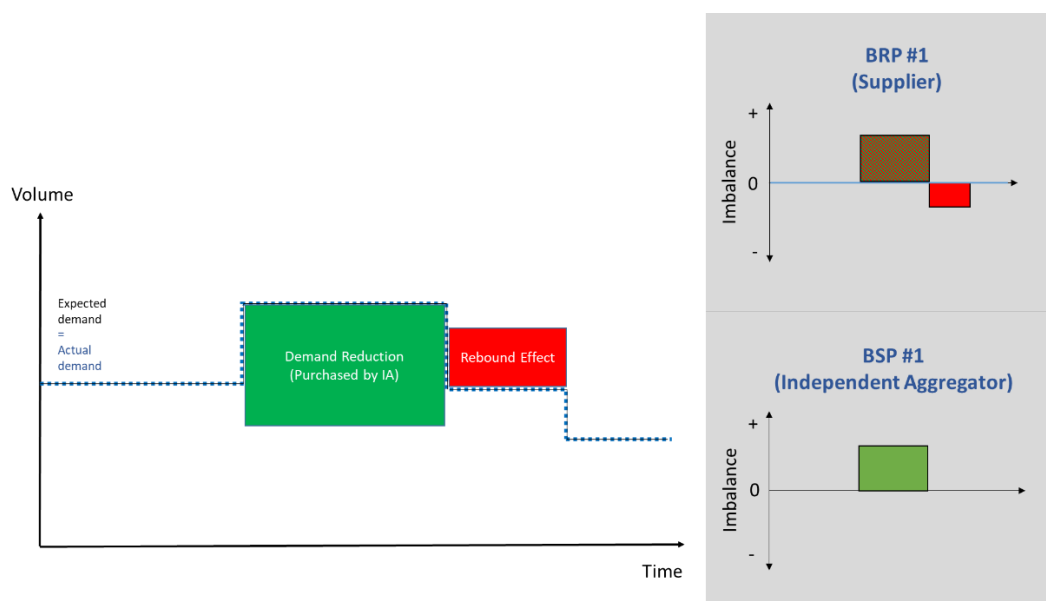 Volume
Expected
demand
=
Actual
demand
Demand Reduction
(Purchased by IA)
Rebound Effect
Time
BRP #1
(Supplier)
+
0
-
Imbalance
BSP #1
(Independent Aggregator)
+
0
-
Imbalance